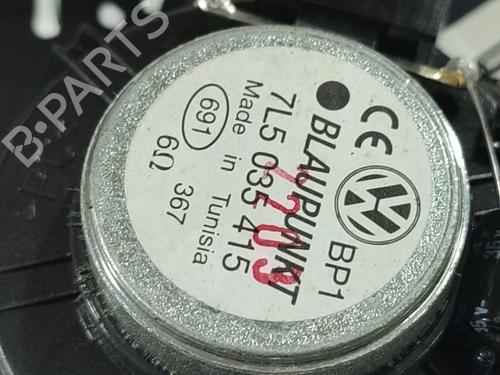 B-PARTS
CE BP1
BLAUPUNKT
7L5 035 415
Made in Tunisia
691
6Ω 367